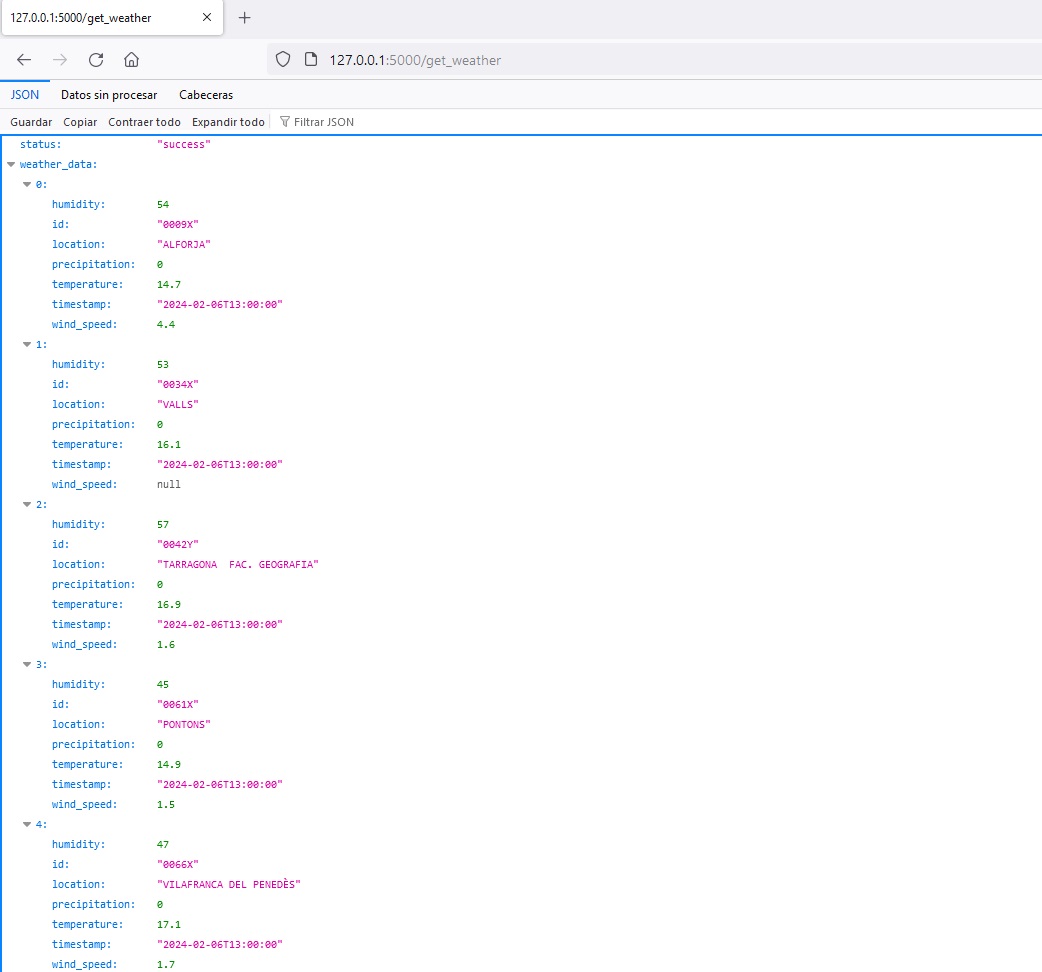 127.0.0.1:5000/get_weather
127.0.0.1:5000/get_weather
JSON Datos sin procesar Cabeceras
Guardar Copiar Contraer todo Expandir todo Filtrar JSON
status: "success"
weather_data:
0:
humidity: 54
id: "0009X"
location: "ALFORJA"
precipitation: 0
temperature: 14.7
timestamp: "2024-02-06T13:00:00"
wind_speed: 4.4
1:
humidity: 53
id: "0034X"
location: "VALLS"
precipitation: 0
temperature: 16.1
timestamp: "2024-02-06T13:00:00"
wind_speed: null
2:
humidity: 57
id: "0042Y"
location: "TARRAGONA  FAC. GEOGRAFIA"
precipitation: 0
temperature: 16.9
timestamp: "2024-02-06T13:00:00"
wind_speed: 1.6
3:
humidity: 45
id: "0061X"
location: "PONTONS"
precipitation: 0
temperature: 14.9
timestamp: "2024-02-06T13:00:00"
wind_speed: 1.5
4:
humidity: 47
id: "0066X"
location: "VILAFRANCA DEL PENEDÈS"
precipitation: 0
temperature: 17.1
timestamp: "2024-02-06T13:00:00"
wind_speed: 1.7